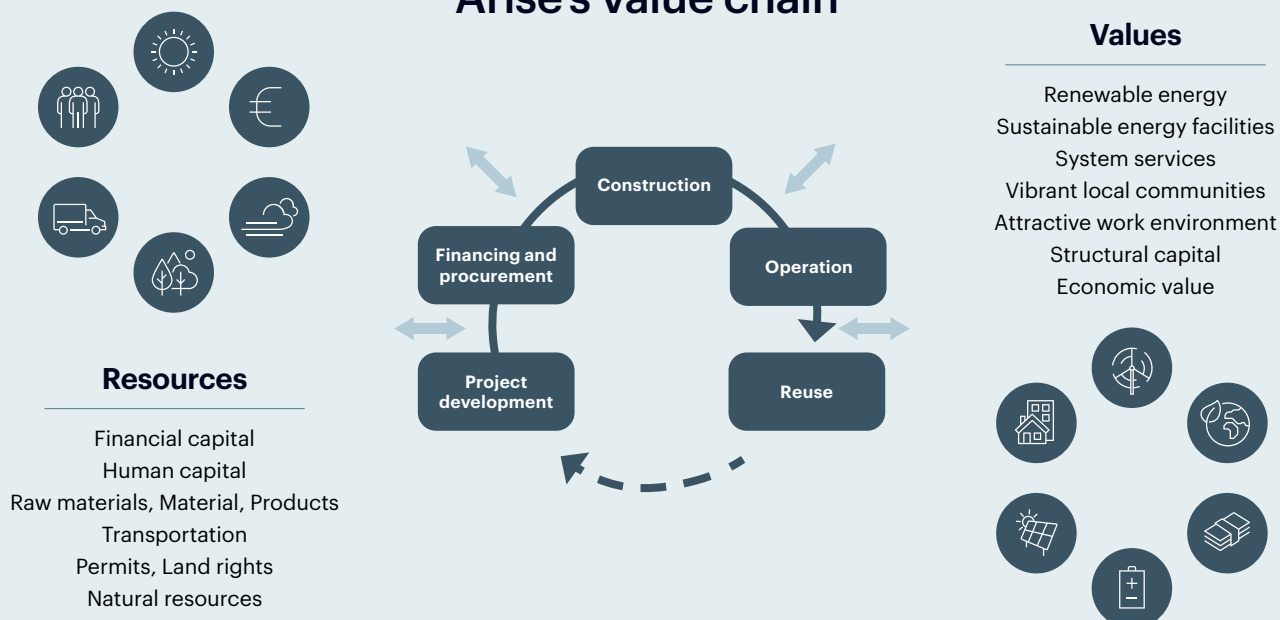 Arise's value chain
Resources
Financial capital
Human capital
Raw materials, Material, Products
Transportation
Permits, Land rights
Natural resources
Construction
Financing and
procurement
Operation
Project
development
Reuse
Values
Renewable energy
Sustainable energy facilities
System services
Vibrant local communities
Attractive work environment
Structural capital
Economic value